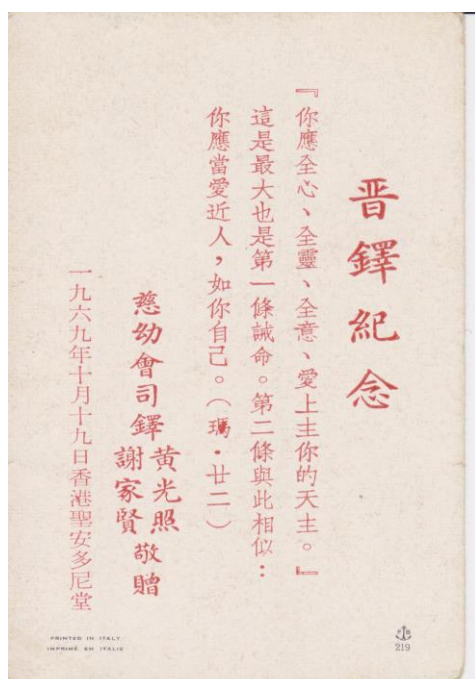 晋鐸紀念
『你應全心、全靈、全意、愛上主你的天主。』
這是最大也是第一條誡命。第二條與此相似：
你應當愛近人，如你自己。（瑪・廿二）
慈幼會司鐸 黃光照 謝家賢 敬贈
一九六九年十月十九日香港聖安多尼堂
PRINTED IN ITALY
IMPRIMÉ EN ITALIE
219